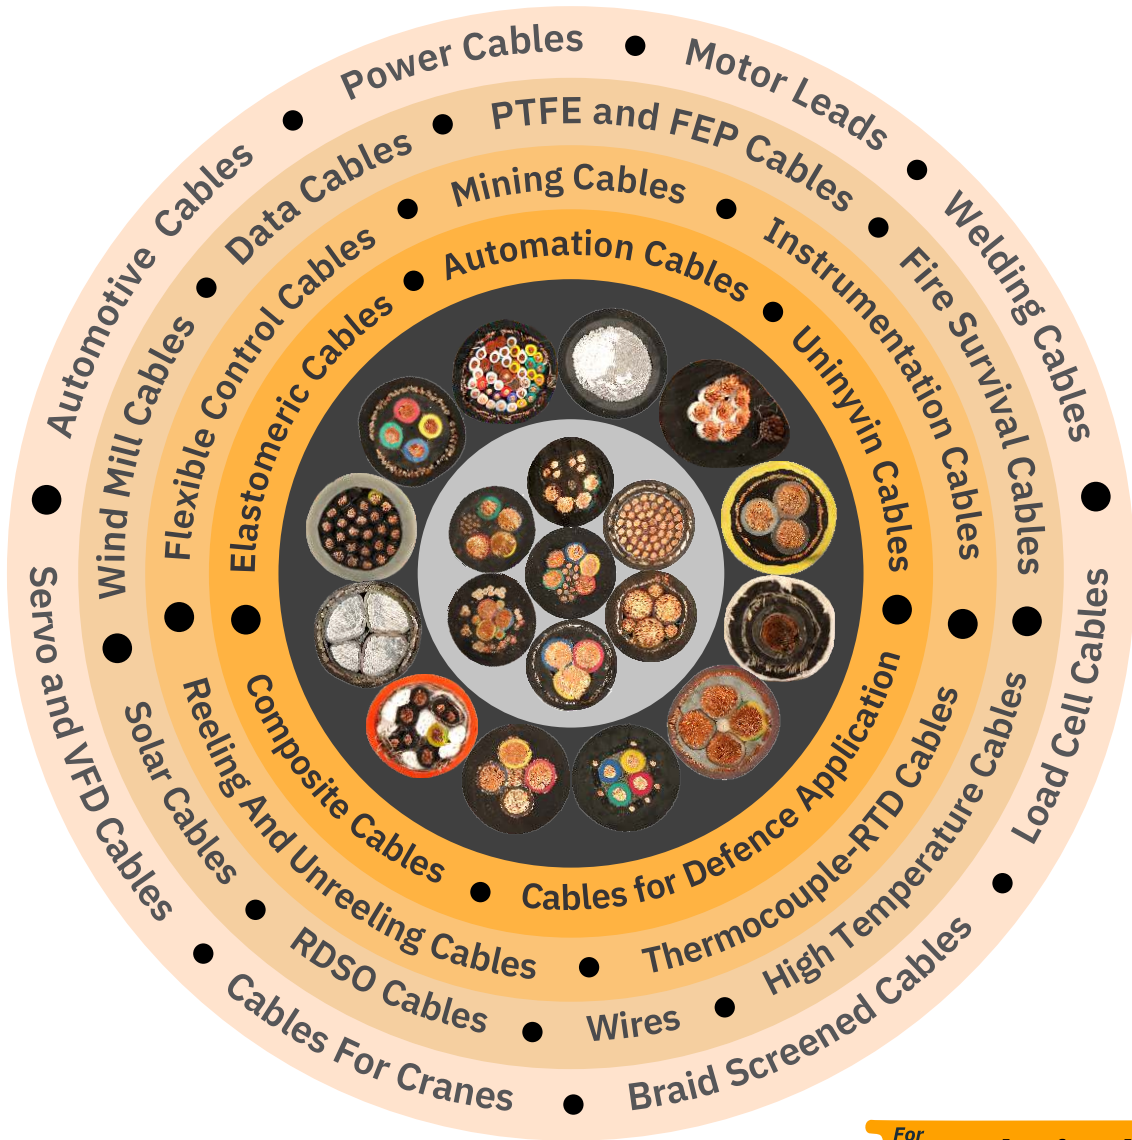 Power Cables
Motor Leads
Welding Cables
Load Cell Cables
Braid Screened Cables
Cables For Cranes
Servo and VFD Cables
Automotive Cables
PTFE and FEP Cables
Fire Survival Cables
High Temperature Cables
Wires
RDSO Cables
Solar Cables
Wind Mill Cables
Data Cables
Mining Cables
Instrumentation Cables
Thermocouple-RTD Cables
Reeling And Unreeling Cables
Flexible Control Cables
Automation Cables
Uninyvin Cables
Cables for Defence Application
Composite Cables
Elastomeric Cables
For